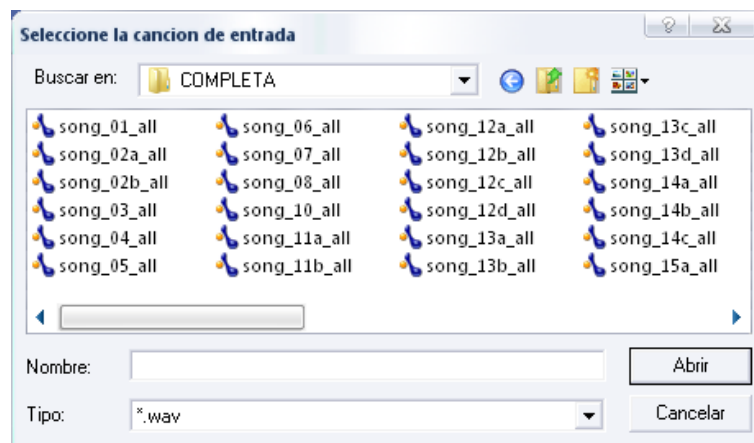 Seleccione la cancion de entrada
Buscar en: COMPLETA
song_01_all song_06_all song_12a_all song_13c_all
song_02a_all song_07_all song_12b_all song_13d_all
song_02b_all song_08_all song_12c_all song_14a_all
song_03_all song_10_all song_12d_all song_14b_all
song_04_all song_11a_all song_13a_all song_14c_all
song_05_all song_11b_all song_13b_all song_15a_all
Nombre: Abrir
Tipo: *.wav Cancelar